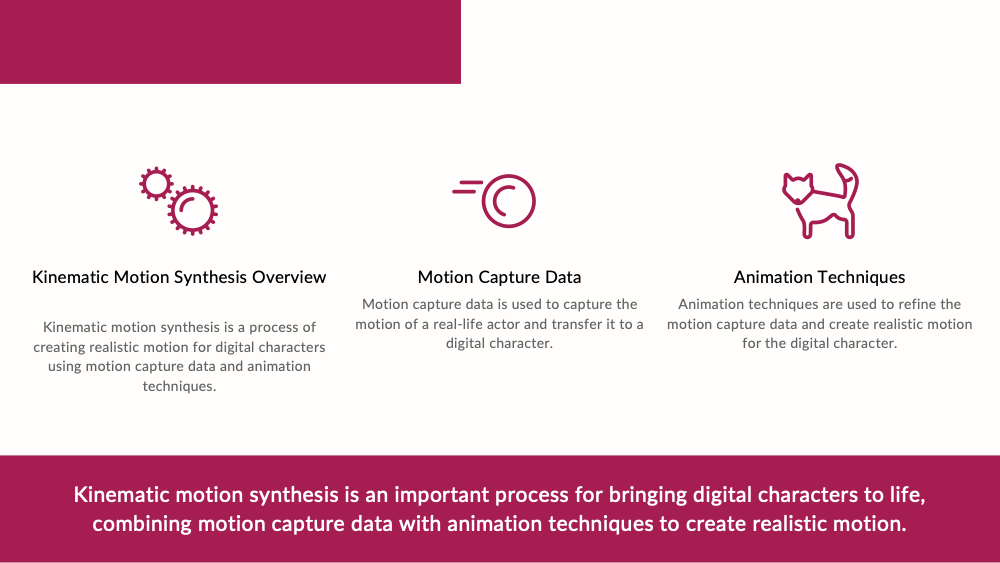 Kinematic Motion Synthesis Overview
Kinematic motion synthesis is a process of
creating realistic motion for digital characters
using motion capture data and animation
techniques.
Motion Capture Data
Motion capture data is used to capture the
motion of a real-life actor and transfer it to a
digital character.
Animation Techniques
Animation techniques are used to refine the
motion capture data and create realistic motion
for the digital character.
Kinematic motion synthesis is an important process for bringing digital characters to life,
combining motion capture data with animation techniques to create realistic motion.